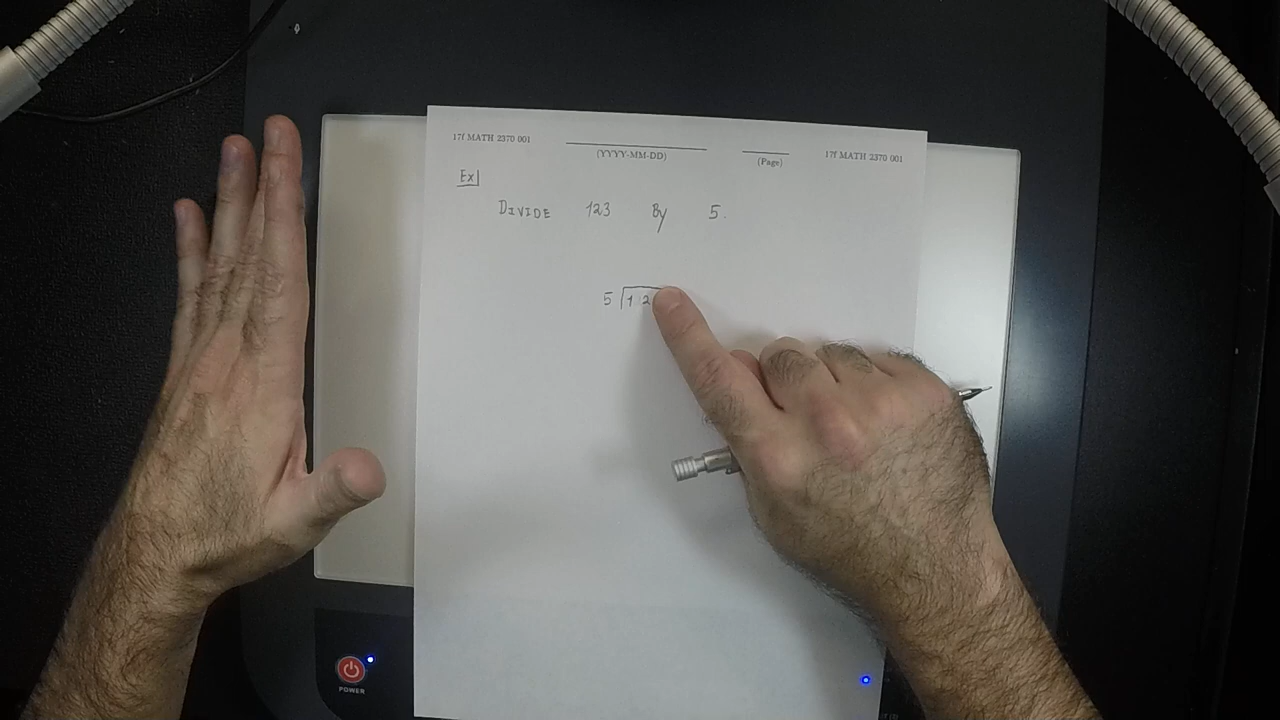 17f MATH 2370 001 (YYYY-MM-DD) (Page) 17f MATH 2370 001
Ex
DIVIDE 123 By 5.
5 1 2
POWER